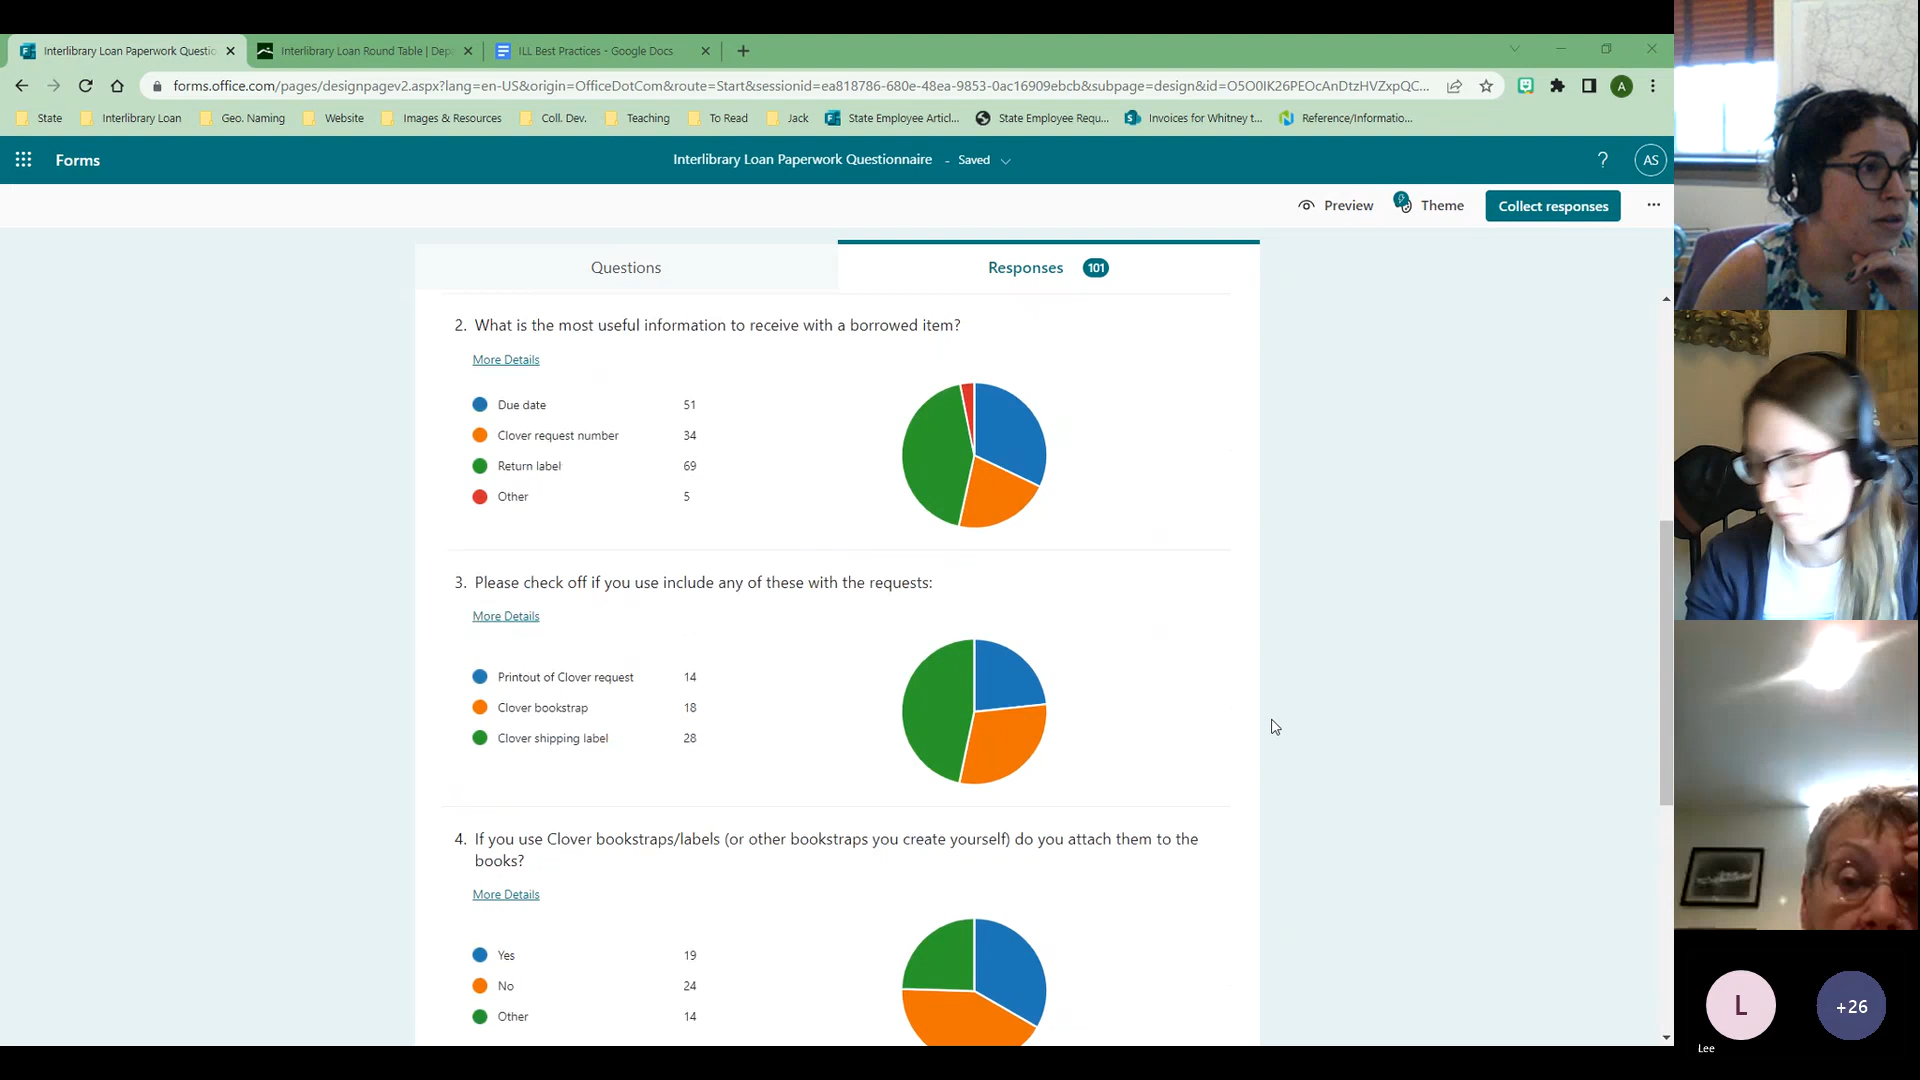 Interlibrary Loan Paperwork Questio
Interlibrary Loan Round Table | Dep
ILL Best Practices - Google Docs
forms.office.com/pages/designpagev2.aspx?lang=en-US&origin=OfficeDotCom&route=Start&sessionid=ea818786-680e-48ea-9853-0ac16909ebcb&subpage=design&id=O5O0IK26PEOcAnDtzHVZxpQC...
A
State
Interlibrary Loan
Geo. Naming
Website
Images & Resources
Coll. Dev.
Teaching
To Read
Jack
State Employee Articl...
State Employee Requ...
Invoices for Whitney t...
Reference/Informatio...
Forms
Interlibrary Loan Paperwork Questionnaire - Saved
?
AS
Preview
Theme
Collect responses
...
Questions
Responses 101
2. What is the most useful information to receive with a borrowed item?
More Details
Due date 51
Clover request number 34
Return label 69
Other 5
3. Please check off if you use include any of these with the requests:
More Details
Printout of Clover request 14
Clover bookstrap 18
Clover shipping label 28
4. If you use Clover bookstraps/labels (or other bookstraps you create yourself) do you attach them to the
books?
More Details
Yes 19
No 24
Other 14
L
+26
Lee